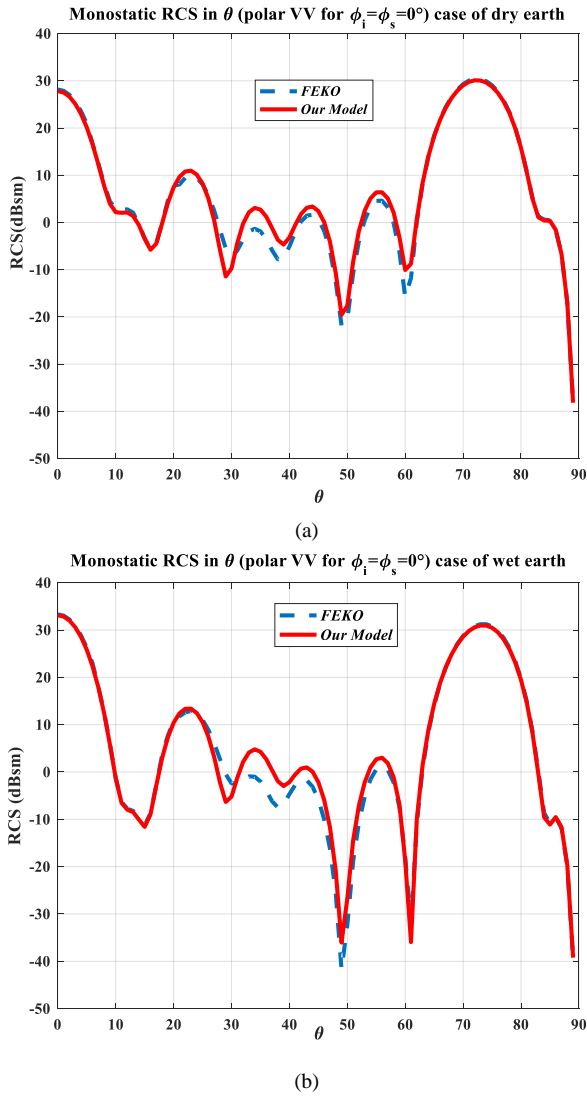 Monostatic RCS in θ (polar VV for ϕi=ϕs=0°) case of dry earth
40
30
20
10
0
-10
-20
-30
-40
-50
RCS(dBsm)
FEKO
Our Model
0 10 20 30 40 50 60 70 80 90
θ
(a)
Monostatic RCS in θ (polar VV for ϕi=ϕs=0°) case of wet earth
40
30
20
10
0
-10
-20
-30
-40
-50
RCS (dBsm)
FEKO
Our Model
0 10 20 30 40 50 60 70 80 90
θ
(b)